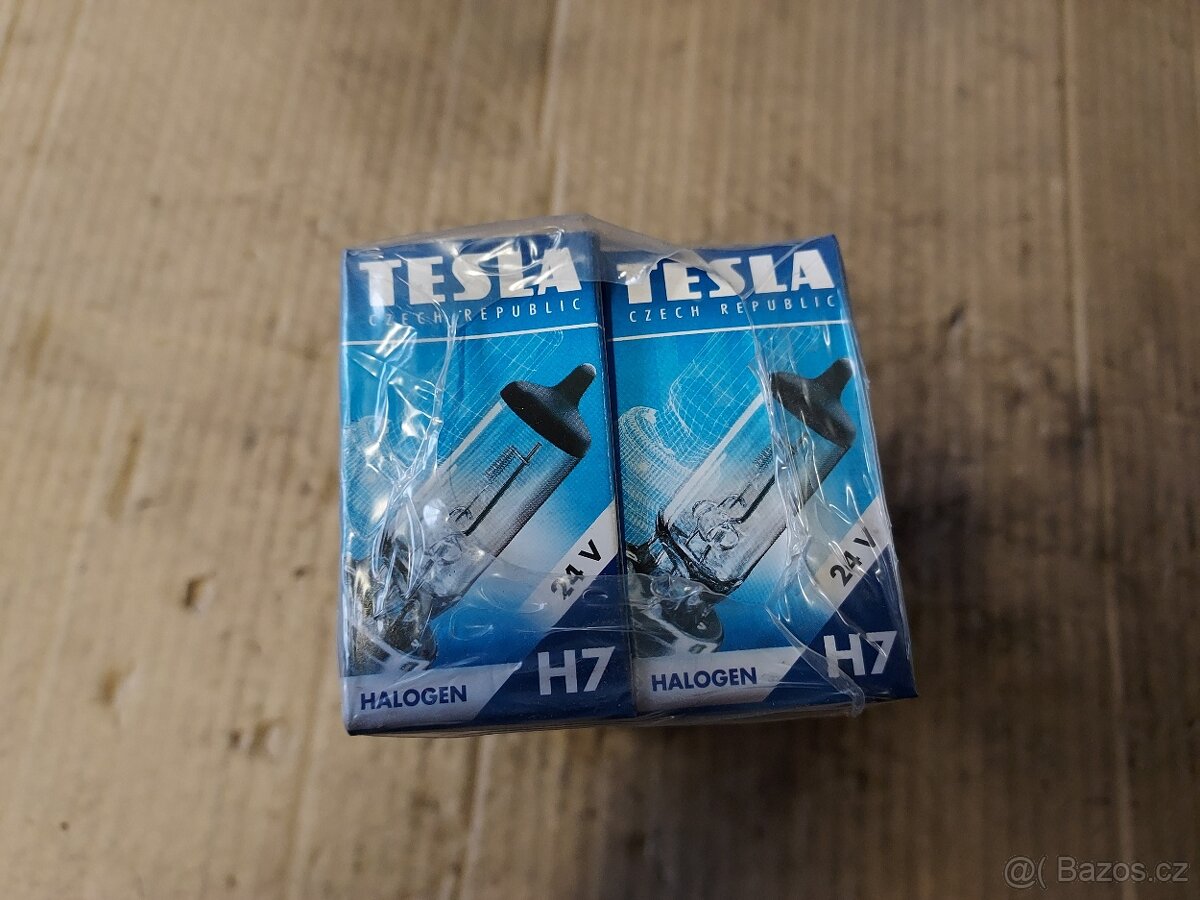 TESLA
CZECH REPUBLIC
24 V
HALOGEN
H7
TESLA
CZECH REPUBLIC
24 V
HALOGEN
H7
@( Bazos.cz